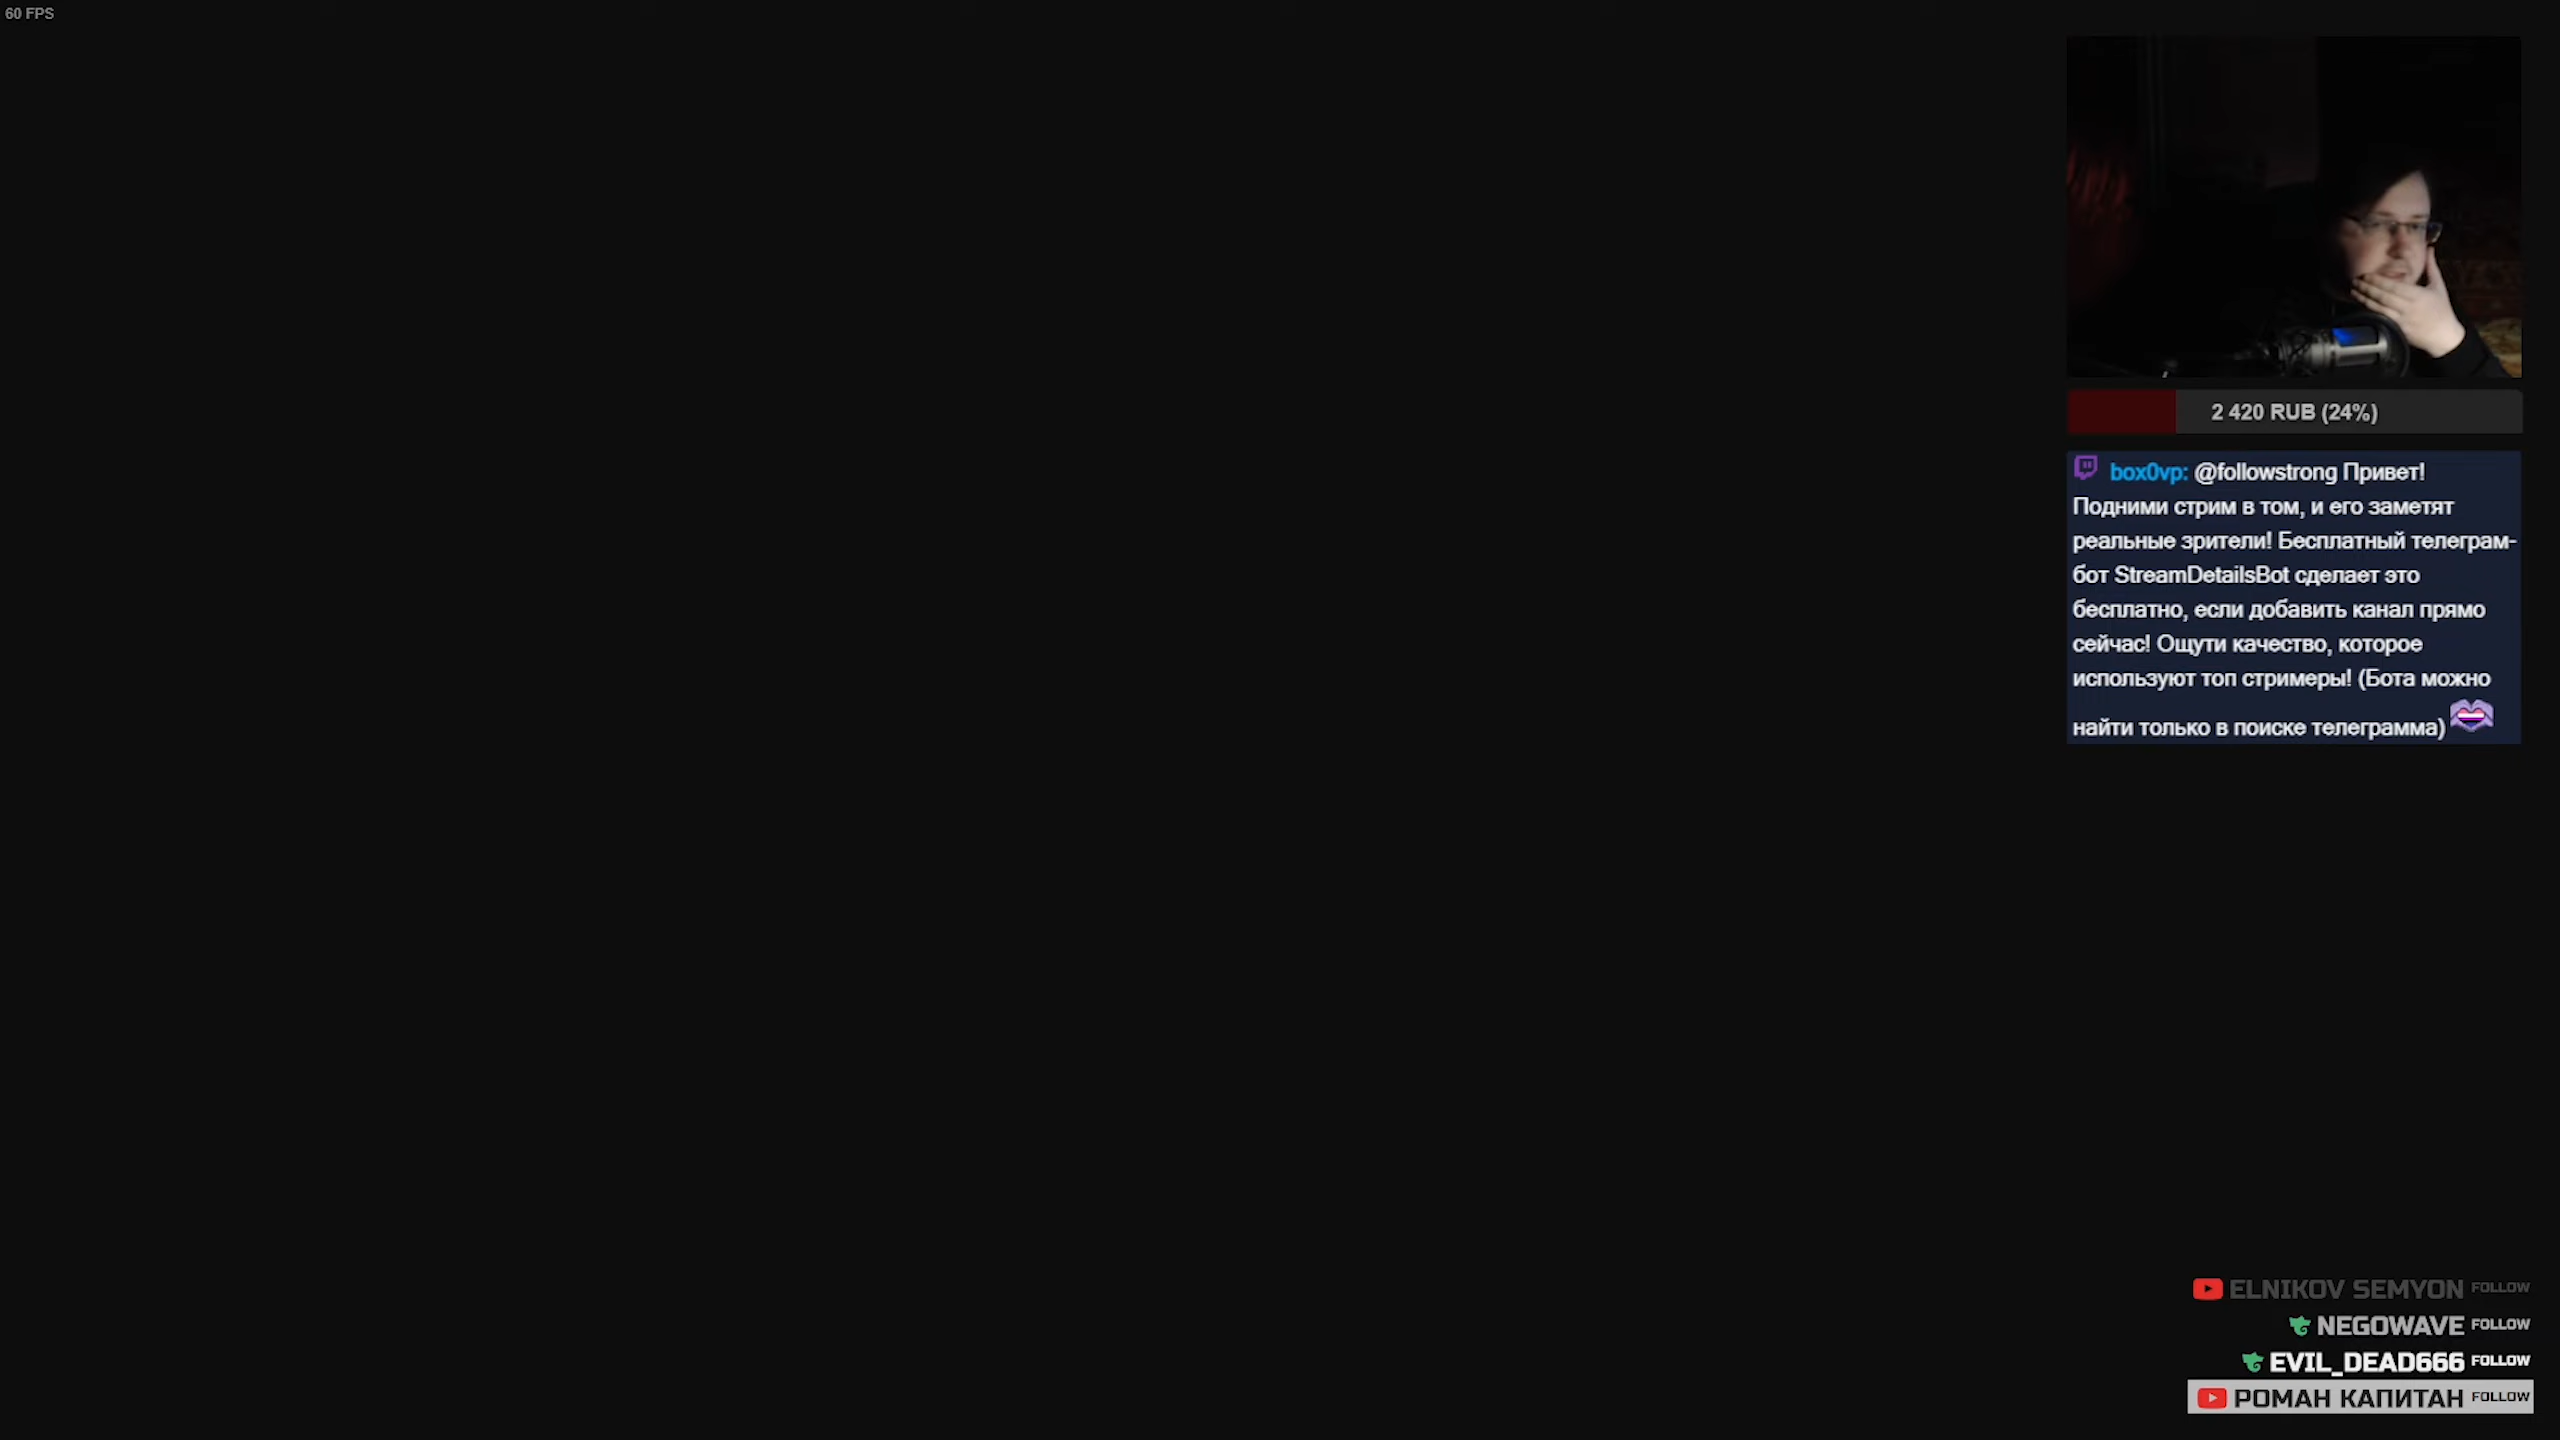 60 FPS
2 420 RUB (24%)
box0vp: @followstrong Привет!
Подними стрим в том, и его заметят
реальные зрители! Бесплатный телеграм-
бот StreamDetailsBot сделает это
бесплатно, если добавить канал прямо
сейчас! Ощути качество, которое
используют топ стримеры! (Бота можно
найти только в поиске телеграмма)
ELNIKOV SEMYON FOLLOW
NEGOWAVE FOLLOW
EVIL_DEAD666 FOLLOW
РОМАН КАПИТАН FOLLOW